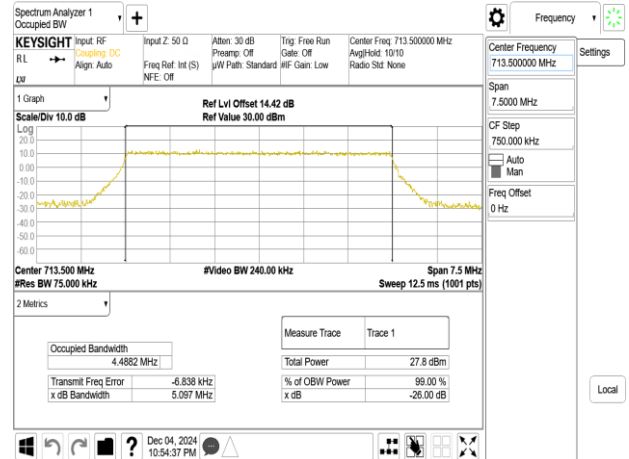 Spectrum Analyzer 1
Occupied BW
KEYSIGHT
RL
LXI
Input: RF
Coupling: DC
Align: Auto
Input Z: 50 Ω
Freq Ref: Int (S)
NFE: Off
Atten: 30 dB
Preamp: Off
µW Path: Standard
Trig: Free Run
Gate: Off
#IF Gain: Low
Center Freq: 713.500000 MHz
Avg|Hold: 10/10
Radio Std: None
1 Graph
Scale/Div 10.0 dB
Ref Lvl Offset 14.42 dB
Ref Value 30.00 dBm
Log
20.0
10.0
0.00
-10.0
-20.0
-30.0
-40.0
-50.0
-60.0
Center 713.500 MHz
#Res BW 75.000 kHz
#Video BW 240.00 kHz
Span 7.5 MHz
Sweep 12.5 ms (1001 pts)
2 Metrics
Measure Trace Trace 1
Occupied Bandwidth
4.4882 MHz
Total Power 27.8 dBm
Transmit Freq Error -6.838 kHz
% of OBW Power 99.00 %
x dB Bandwidth 5.097 MHz
x dB -26.00 dB
?
Dec 04, 2024
10:54:37 PM
Frequency
Center Frequency
713.500000 MHz
Settings
Span
7.5000 MHz
CF Step
750.000 kHz
Auto
Man
Freq Offset
0 Hz
Local